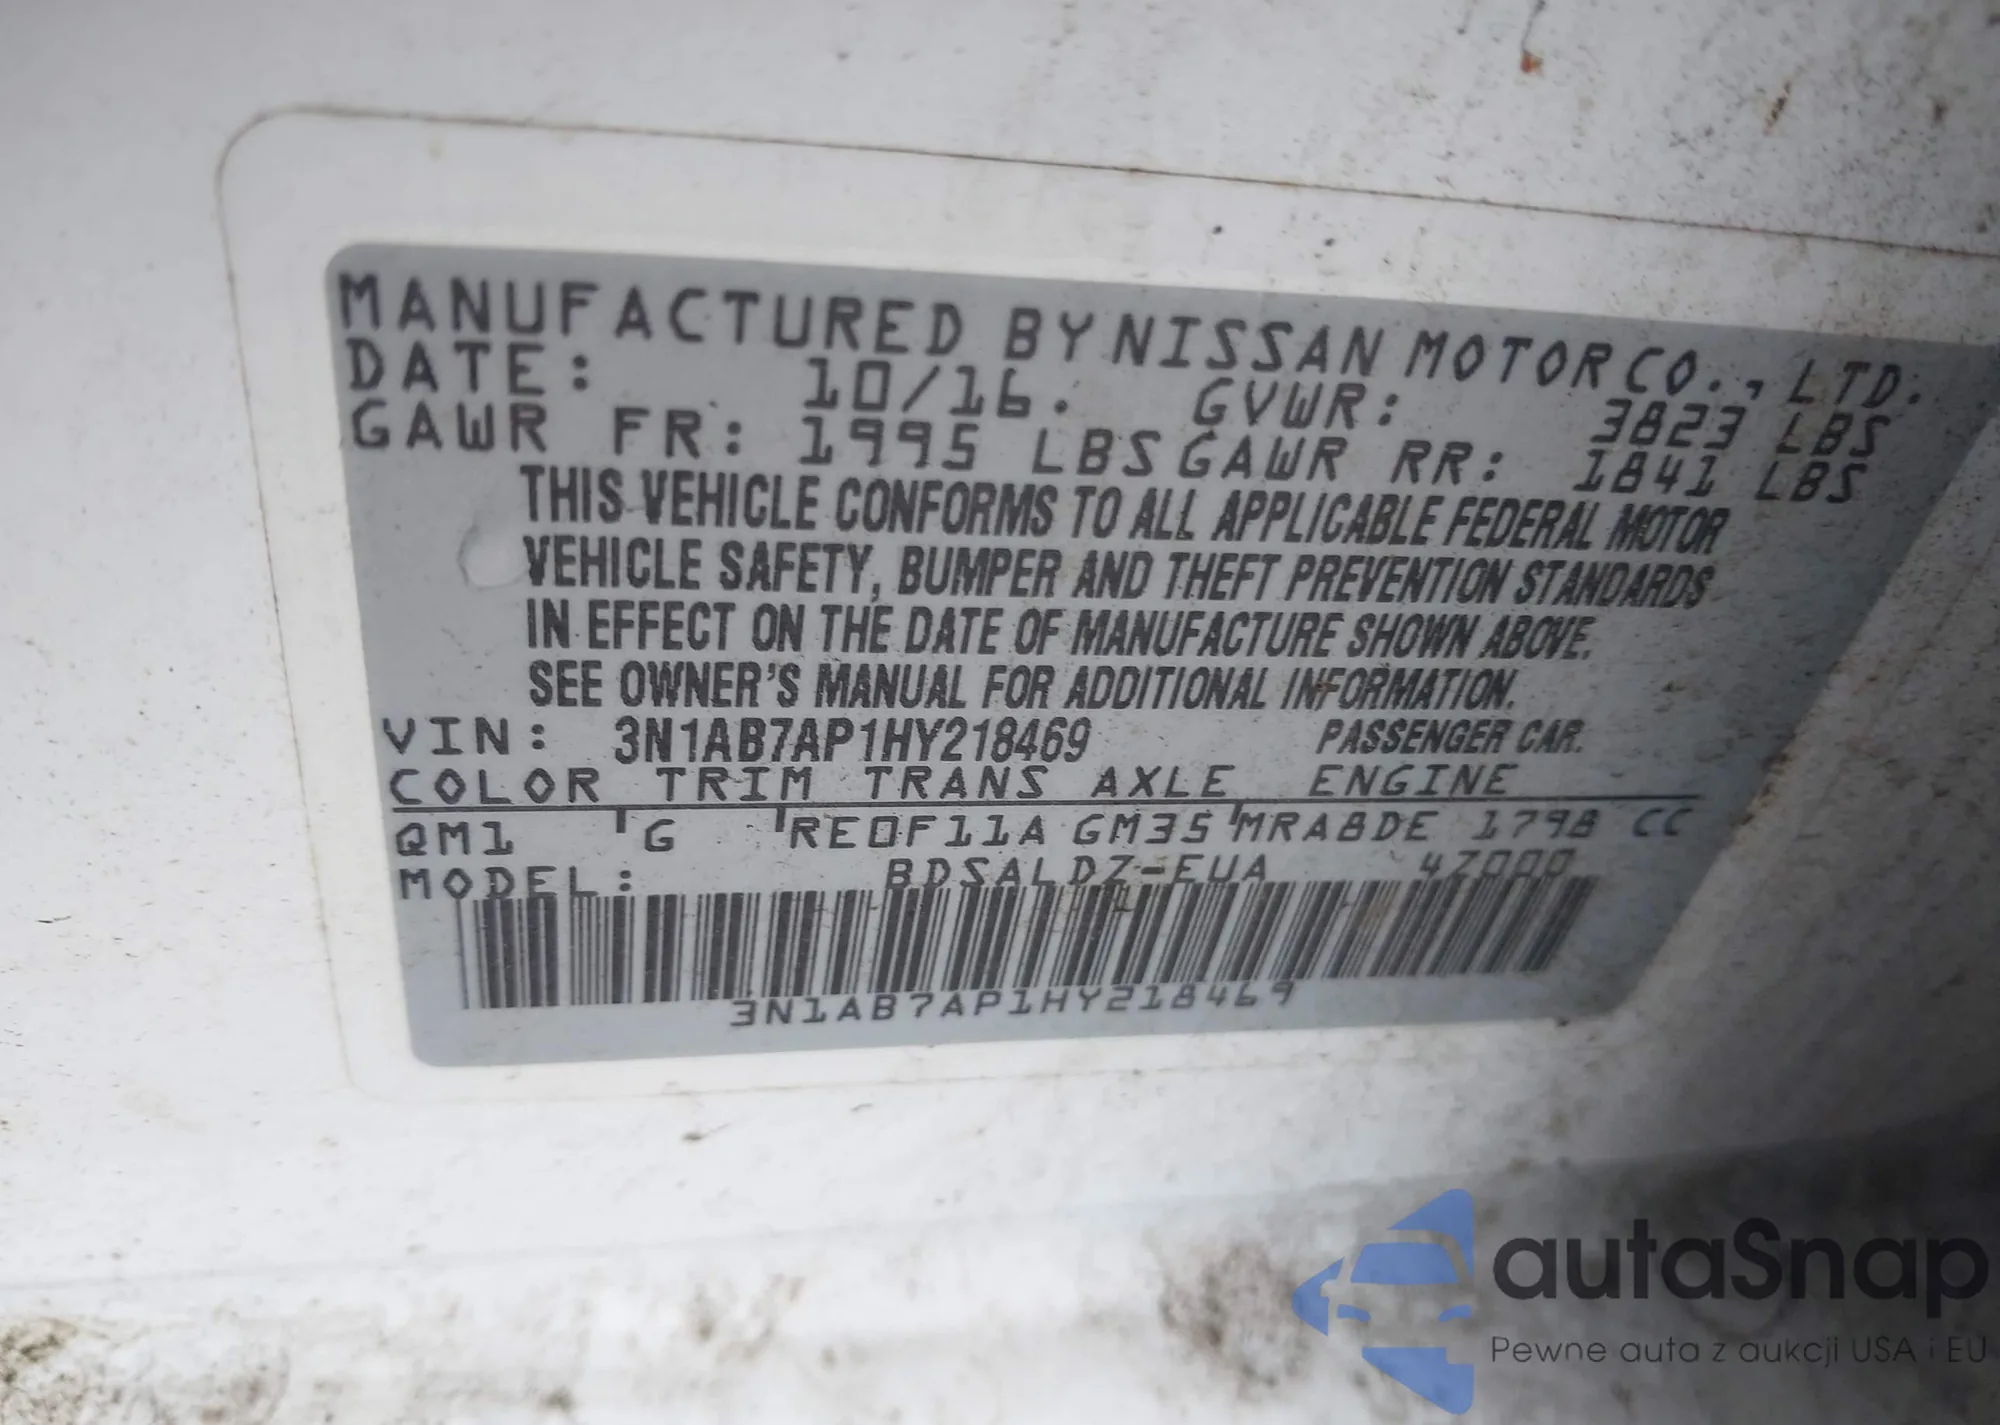 MANUFACTURED BY NISSAN MOTOR CO., LTD.
DATE: 10/16. GVWR: 3823 LBS
GAWR FR: 1995 LBS GAWR RR: 1841 LBS
THIS VEHICLE CONFORMS TO ALL APPLICABLE FEDERAL MOTOR
VEHICLE SAFETY, BUMPER AND THEFT PREVENTION STANDARDS
IN EFFECT ON THE DATE OF MANUFACTURE SHOWN ABOVE.
SEE OWNER'S MANUAL FOR ADDITIONAL INFORMATION.
VIN: 3N1AB7AP1HY218469 PASSENGER CAR.
COLOR TRIM TRANS AXLE ENGINE
QM1 G RE0F11A GM35 MRA8DE 1798 CC
MODEL: BDSALDZ-EUA 4Z000
3N1AB7AP1HY218469
autaSnap
Pewne auta z aukcji USA i EU